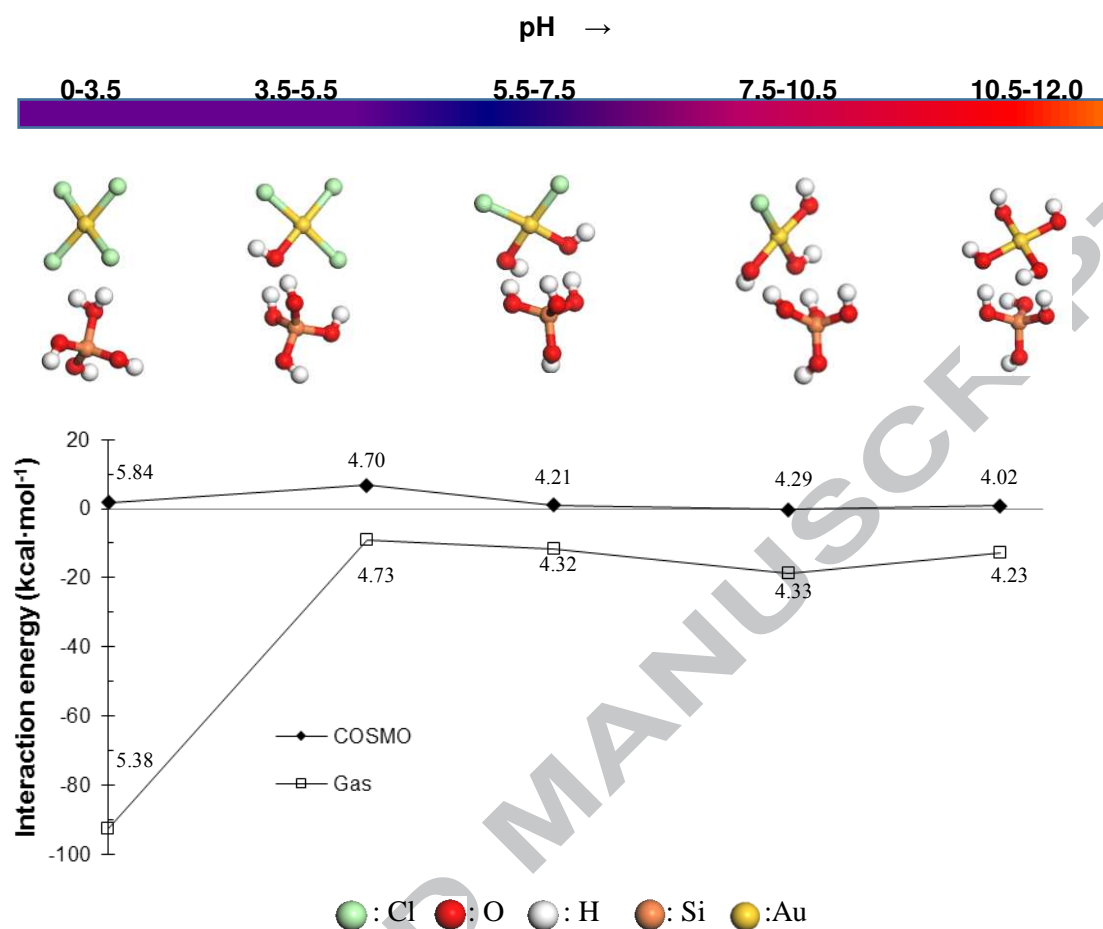 pH →
0-3.5 3.5-5.5 5.5-7.5 7.5-10.5 10.5-12.0
Interaction energy (kcal·mol⁻¹)
20
0
-20
-40
-60
-80
-100
5.84 4.70 4.21 4.29 4.02
5.38 4.73 4.32 4.33 4.23
COSMO
Gas
: Cl : O : H : Si :Au
D MANUSCRIPT